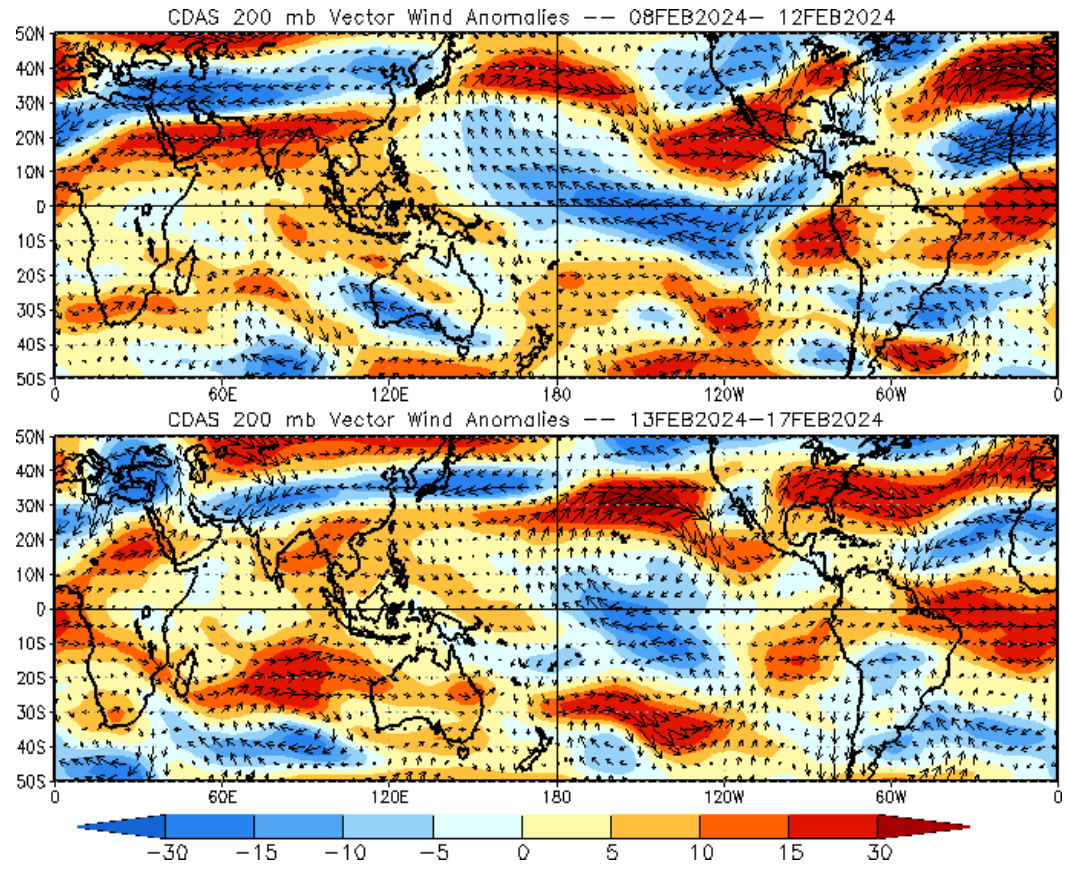 CDAS 200 mb Vector Wind Anomalies -- 08FEB2024- 12FEB2024
50N
40N
30N
20N
10N
0
10S
20S
30S
40S
50S
0 60E 120E 180 120W 60W 0
CDAS 200 mb Vector Wind Anomalies -- 13FEB2024-17FEB2024
50N
40N
30N
20N
10N
0
10S
20S
30S
40S
50S
0 60E 120E 180 120W 60W 0
-30 -15 -10 -5 0 5 10 15 30